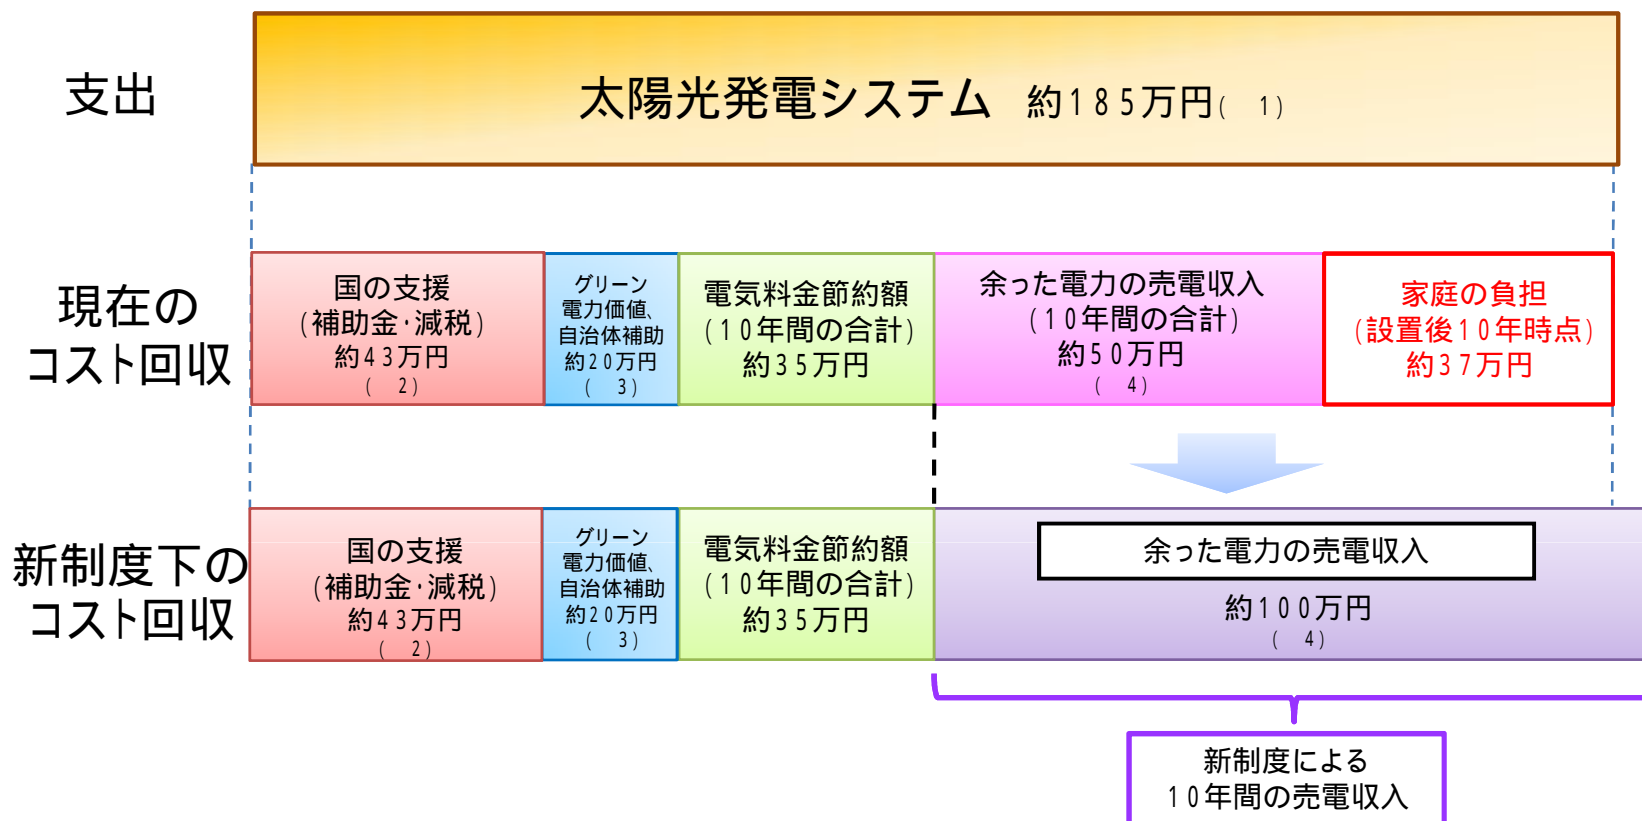 支出
太陽光発電システム 約185万円( 1)
現在の
コスト回収
国の支援
(補助金・減税)
約43万円
( 2)
グリーン
電力価値、
自治体補助
約20万円
( 3)
電気料金節約額
(10年間の合計)
約35万円
余った電力の売電収入
(10年間の合計)
約50万円
( 4)
家庭の負担
(設置後10年時点)
約37万円
新制度下の
コスト回収
国の支援
(補助金・減税)
約43万円
( 2)
グリーン
電力価値、
自治体補助
約20万円
( 3)
電気料金節約額
(10年間の合計)
約35万円
余った電力の売電収入
約100万円
( 4)
新制度による
10年間の売電収入